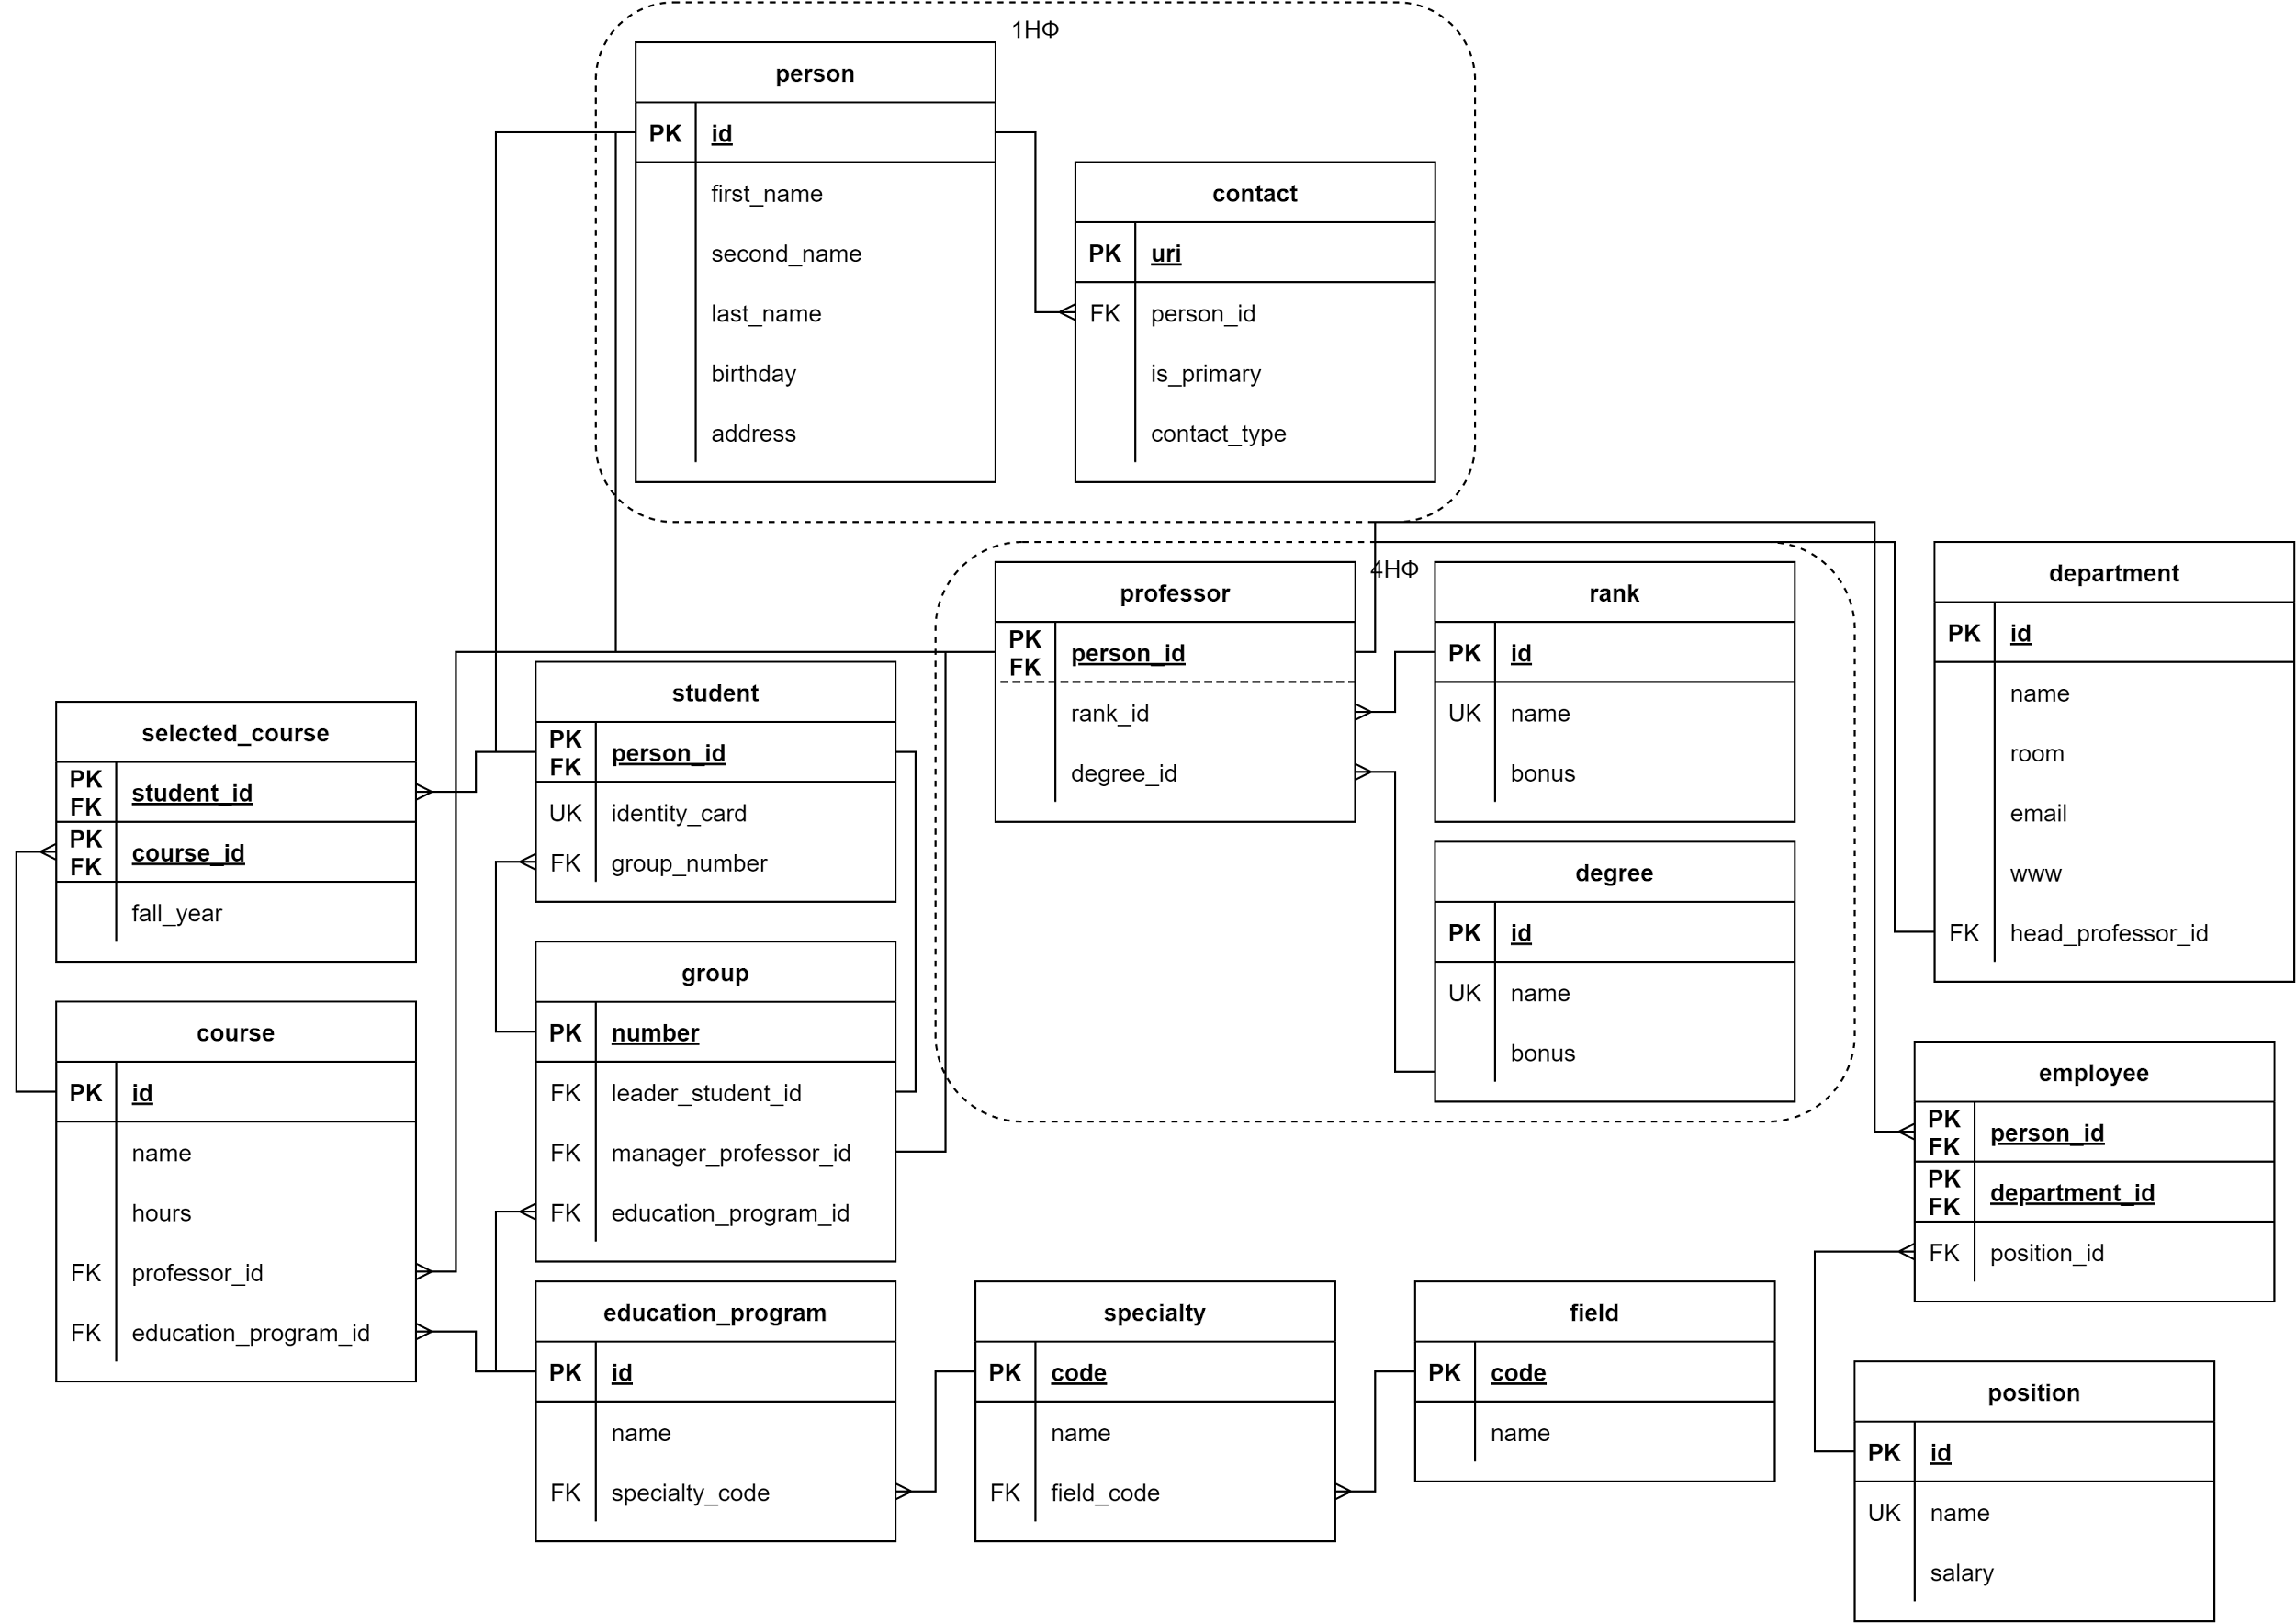 1НФ
person
PK id
first_name
second_name
last_name
birthday
address
contact
PK uri
FK person_id
is_primary
contact_type
4НФ
professor
PK
FK
person_id
rank_id
degree_id
rank
PK id
UK name
bonus
degree
PK id
UK name
bonus
department
PK id
name
room
email
www
FK head_professor_id
student
PK
FK
person_id
UK identity_card
FK group_number
selected_course
PK
FK
student_id
PK
FK
course_id
fall_year
group
PK number
FK leader_student_id
FK manager_professor_id
FK education_program_id
course
PK id
name
hours
FK professor_id
FK education_program_id
employee
PK
FK
person_id
PK
FK
department_id
FK position_id
education_program
PK id
name
FK specialty_code
specialty
PK code
name
FK field_code
field
PK code
name
position
PK id
UK name
salary